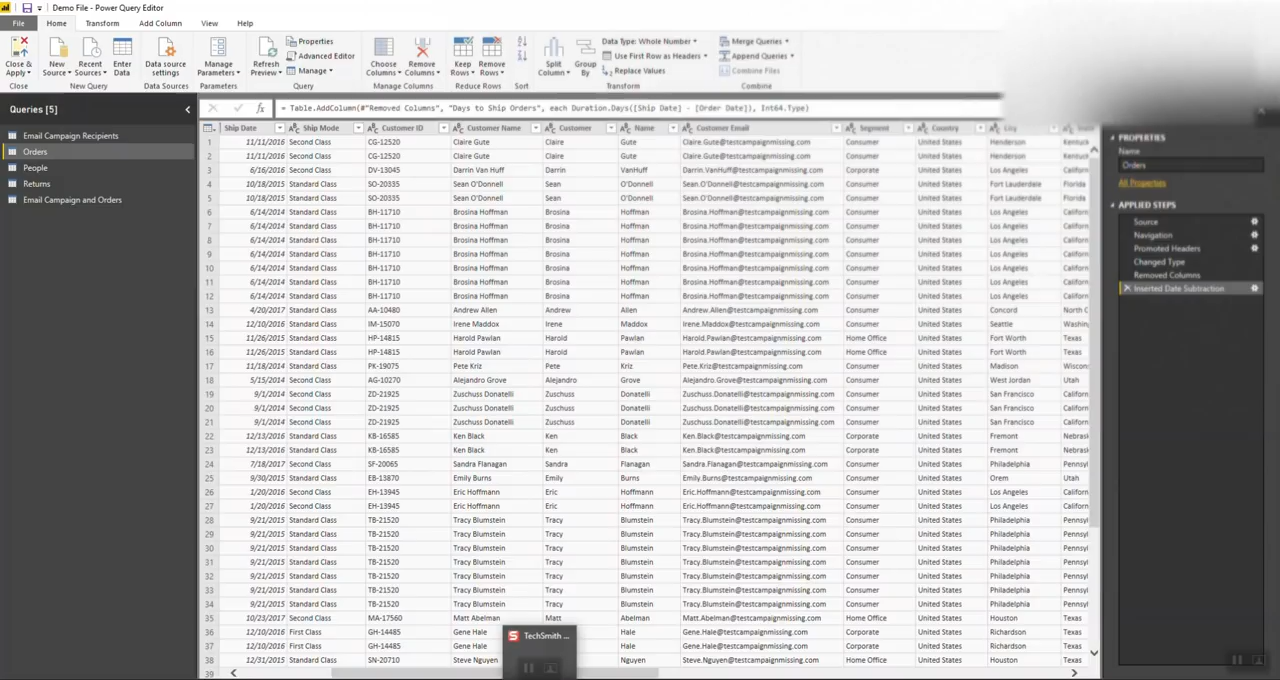 Demo File - Power Query Editor
File Home Transform Add Column View Help
Close & Apply New Source Recent Sources Enter Data Data source settings Manage Parameters Refresh Preview Properties Advanced Editor Manage Choose Columns Remove Columns Keep Rows Remove Rows Split Column Group By Data Type: Whole Number Use First Row as Headers Replace Values Merge Queries Append Queries Combine Files
Close New Query Data Sources Parameters Query Manage Columns Reduce Rows Sort Transform Combine
Queries [5]
Email Campaign Recipients
Orders
People
Returns
Email Campaign and Orders
= Table.AddColumn(#"Removed Columns", "Days to Ship Orders", each Duration.Days([Ship Date] - [Order Date]), Int64.Type)
Ship Date Ship Mode Customer ID Customer Name Customer Name Customer Email Segment Country City
1 11/11/2016 Second Class CG-12520 Claire Gute Claire Gute Claire.Gute@testcampaignmissing.com Consumer United States Henderson Kentuc
2 11/11/2016 Second Class CG-12520 Claire Gute Claire Gute Claire.Gute@testcampaignmissing.com Consumer United States Henderson Kentuc
3 6/16/2016 Second Class DV-13045 Darrin Van Huff Darrin VanHuff Darrin.VanHuff@testcampaignmissing.com Corporate United States Los Angeles Californ
4 10/18/2015 Standard Class SO-20335 Sean O'Donnell Sean O'Donnell Sean.O'Donnell@testcampaignmissing.com Consumer United States Fort Lauderdale Florida
5 10/18/2015 Standard Class SO-20335 Sean O'Donnell Sean O'Donnell Sean.O'Donnell@testcampaignmissing.com Consumer United States Fort Lauderdale Florida
6 6/14/2014 Standard Class BH-11710 Brosina Hoffman Brosina Hoffman Brosina.Hoffman@testcampaignmissing.com Consumer United States Los Angeles Californ
7 6/14/2014 Standard Class BH-11710 Brosina Hoffman Brosina Hoffman Brosina.Hoffman@testcampaignmissing.com Consumer United States Los Angeles Californ
8 6/14/2014 Standard Class BH-11710 Brosina Hoffman Brosina Hoffman Brosina.Hoffman@testcampaignmissing.com Consumer United States Los Angeles Californ
9 6/14/2014 Standard Class BH-11710 Brosina Hoffman Brosina Hoffman Brosina.Hoffman@testcampaignmissing.com Consumer United States Los Angeles Californ
10 6/14/2014 Standard Class BH-11710 Brosina Hoffman Brosina Hoffman Brosina.Hoffman@testcampaignmissing.com Consumer United States Los Angeles Californ
11 6/14/2014 Standard Class BH-11710 Brosina Hoffman Brosina Hoffman Brosina.Hoffman@testcampaignmissing.com Consumer United States Los Angeles Californ
12 6/14/2014 Standard Class BH-11710 Brosina Hoffman Brosina Hoffman Brosina.Hoffman@testcampaignmissing.com Consumer United States Los Angeles Californ
13 4/20/2017 Standard Class AA-10480 Andrew Allen Andrew Allen Andrew.Allen@testcampaignmissing.com Consumer United States Concord North C
14 12/10/2016 Standard Class IM-15070 Irene Maddox Irene Maddox Irene.Maddox@testcampaignmissing.com Consumer United States Seattle Washing
15 11/26/2015 Standard Class HP-14815 Harold Pawlan Harold Pawlan Harold.Pawlan@testcampaignmissing.com Home Office United States Fort Worth Texas
16 11/26/2015 Standard Class HP-14815 Harold Pawlan Harold Pawlan Harold.Pawlan@testcampaignmissing.com Home Office United States Fort Worth Texas
17 11/18/2014 Standard Class PK-19075 Pete Kriz Pete Kriz Pete.Kriz@testcampaignmissing.com Consumer United States Madison Wiscon
18 5/15/2014 Second Class AG-10270 Alejandro Grove Alejandro Grove Alejandro.Grove@testcampaignmissing.com Consumer United States West Jordan Utah
19 9/1/2014 Second Class ZD-21925 Zuschuss Donatelli Zuschuss Donatelli Zuschuss.Donatelli@testcampaignmissing.com Consumer United States San Francisco Californ
20 9/1/2014 Second Class ZD-21925 Zuschuss Donatelli Zuschuss Donatelli Zuschuss.Donatelli@testcampaignmissing.com Consumer United States San Francisco Californ
21 9/1/2014 Second Class ZD-21925 Zuschuss Donatelli Zuschuss Donatelli Zuschuss.Donatelli@testcampaignmissing.com Consumer United States San Francisco Californ
22 12/13/2016 Standard Class KB-16585 Ken Black Ken Black Ken.Black@testcampaignmissing.com Corporate United States Fremont Nebrask
23 12/13/2016 Standard Class KB-16585 Ken Black Ken Black Ken.Black@testcampaignmissing.com Corporate United States Fremont Nebrask
24 7/18/2017 Second Class SF-20065 Sandra Flanagan Sandra Flanagan Sandra.Flanagan@testcampaignmissing.com Consumer United States Philadelphia Pennsyl
25 9/30/2015 Standard Class EB-13870 Emily Burns Emily Burns Emily.Burns@testcampaignmissing.com Consumer United States Orem Utah
26 1/20/2016 Second Class EH-13945 Eric Hoffmann Eric Hoffmann Eric.Hoffmann@testcampaignmissing.com Consumer United States Los Angeles Californ
27 1/20/2016 Second Class EH-13945 Eric Hoffmann Eric Hoffmann Eric.Hoffmann@testcampaignmissing.com Consumer United States Los Angeles Californ
28 9/21/2015 Standard Class TB-21520 Tracy Blumstein Tracy Blumstein Tracy.Blumstein@testcampaignmissing.com Consumer United States Philadelphia Pennsyl
29 9/21/2015 Standard Class TB-21520 Tracy Blumstein Tracy Blumstein Tracy.Blumstein@testcampaignmissing.com Consumer United States Philadelphia Pennsyl
30 9/21/2015 Standard Class TB-21520 Tracy Blumstein Tracy Blumstein Tracy.Blumstein@testcampaignmissing.com Consumer United States Philadelphia Pennsyl
31 9/21/2015 Standard Class TB-21520 Tracy Blumstein Tracy Blumstein Tracy.Blumstein@testcampaignmissing.com Consumer United States Philadelphia Pennsyl
32 9/21/2015 Standard Class TB-21520 Tracy Blumstein Tracy Blumstein Tracy.Blumstein@testcampaignmissing.com Consumer United States Philadelphia Pennsyl
33 9/21/2015 Standard Class TB-21520 Tracy Blumstein Tracy Blumstein Tracy.Blumstein@testcampaignmissing.com Consumer United States Philadelphia Pennsyl
34 9/21/2015 Standard Class TB-21520 Tracy Blumstein Tracy Blumstein Tracy.Blumstein@testcampaignmissing.com Consumer United States Philadelphia Pennsyl
35 10/23/2017 Second Class MA-17560 Matt Abelman Matt Abelman Matt.Abelman@testcampaignmissing.com Home Office United States Houston Texas
36 12/10/2016 First Class GH-14485 Gene Hale Hale Gene.Hale@testcampaignmissing.com Corporate United States Richardson Texas
37 12/10/2016 First Class GH-14485 Gene Hale Hale Gene.Hale@testcampaignmissing.com Corporate United States Richardson Texas
38 12/31/2015 Standard Class SN-20710 Steve Nguyen Nguyen Steve.Nguyen@testcampaignmissing.com Home Office United States Houston Texas
39
TechSmith ...
PROPERTIES
Name
Orders
All Properties
APPLIED STEPS
Source
Navigation
Promoted Headers
Changed Type
Removed Columns
Inserted Date Subtraction